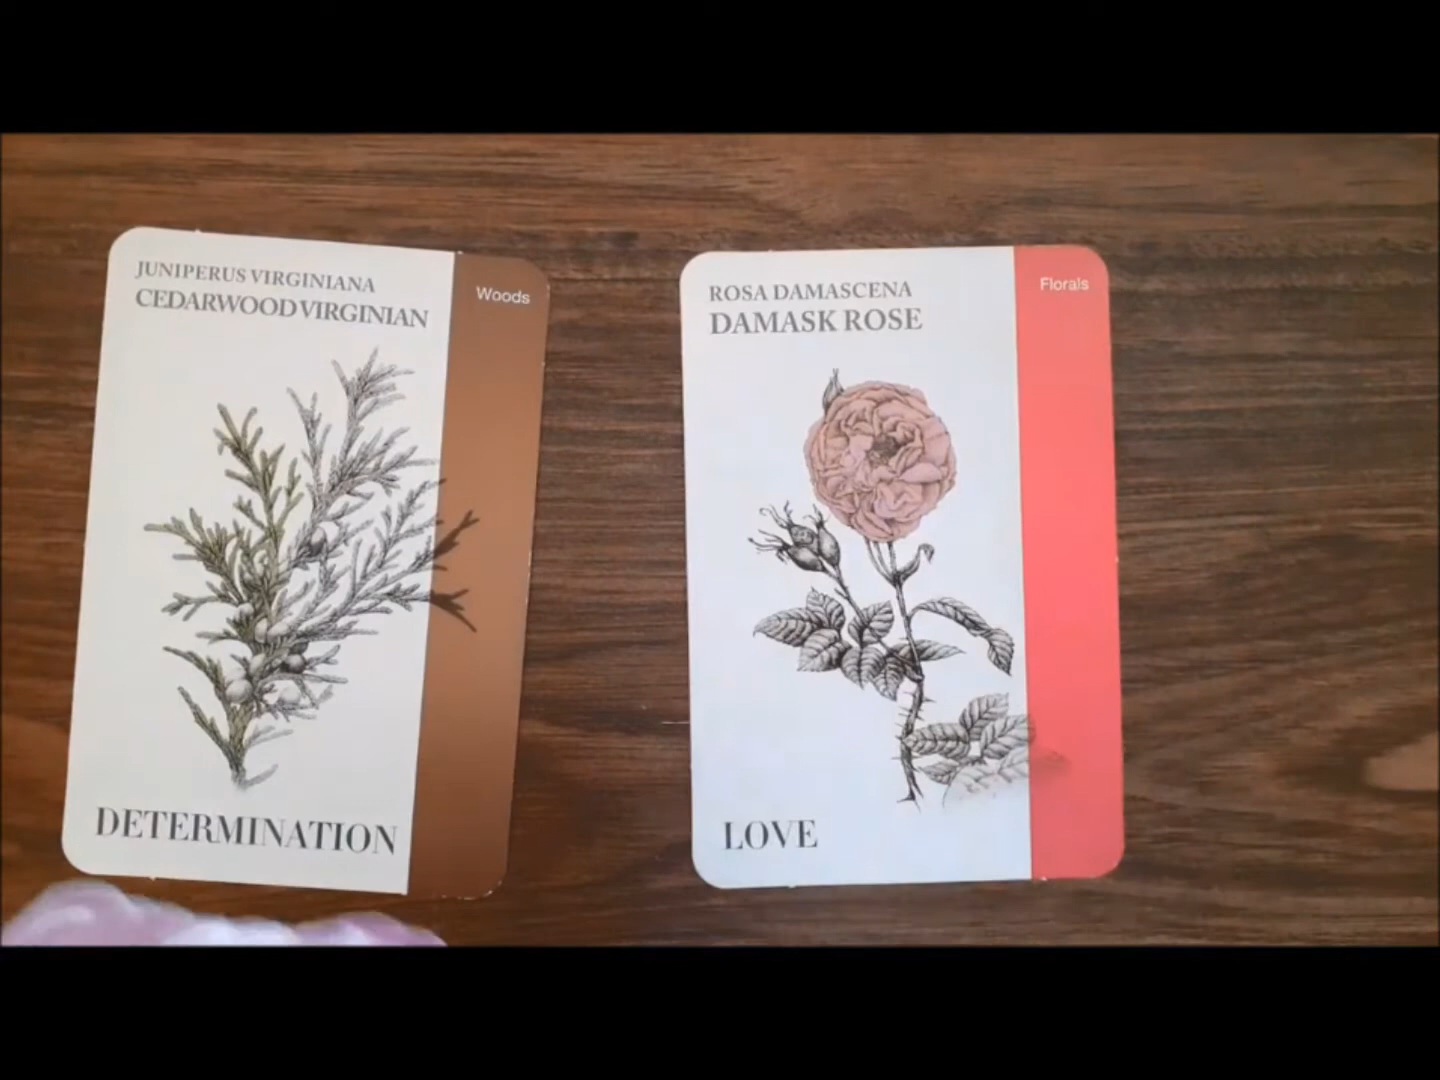 JUNIPERUS VIRGINIANA
CEDARWOOD VIRGINIAN
Woods
DETERMINATION
ROSA DAMASCENA
DAMASK ROSE
Florals
LOVE